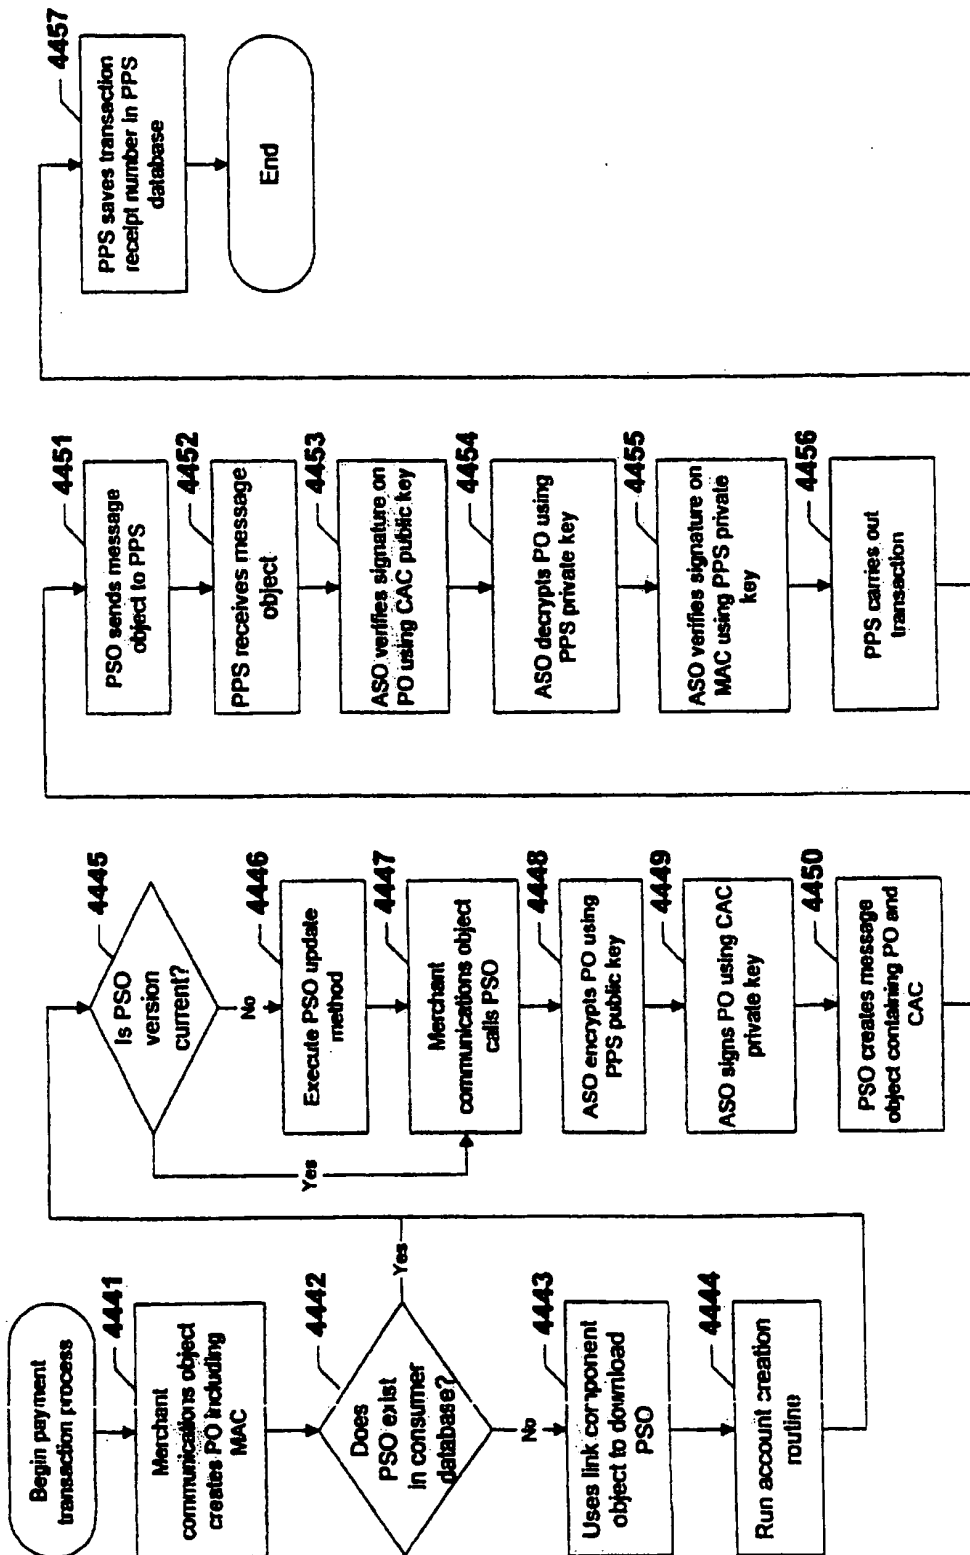 Begin payment
transaction process
4441
Merchant
communications object
creates PO including
MAC
4442
Does
PSO exist
in consumer
database?
Yes
No
4443
Uses link component
object to download
PSO
4444
Run account creation
routine
4445
Is PSO
version
current?
Yes
No
4446
Execute PSO update
method
4447
Merchant
communications object
calls PSO
4448
ASO encrypts PO using
PPS public key
4449
ASO signs PO using CAC
private key
4450
PSO creates message
object containing PO and
CAC
4451
PSO sends message
object to PPS
4452
PPS receives message
object
4453
ASO verifies signature on
PO using CAC public key
4454
ASO decrypts PO using
PPS private key
4455
ASO verifies signature on
MAC using PPS private
key
4456
PPS carries out
transaction
4457
PPS saves transaction
receipt number in PPS
database
End